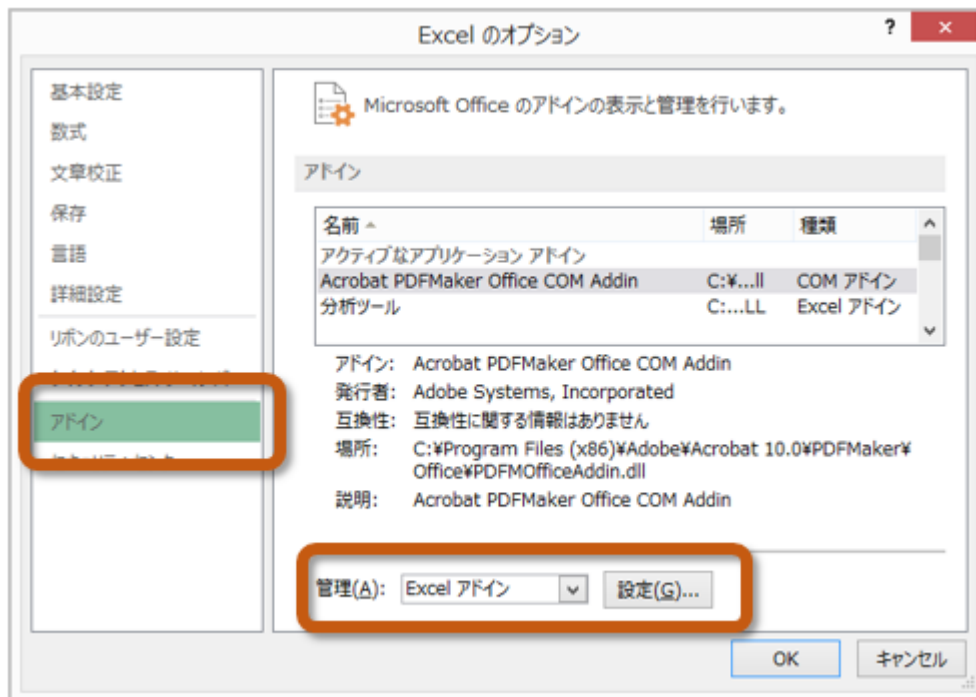 Excel のオプション
?
×
基本設定
数式
文章校正
保存
言語
詳細設定
リボンのユーザー設定
アドイン
Microsoft Office のアドインの表示と管理を行います。
アドイン
名前 場所 種類
アクティブなアプリケーション アドイン
Acrobat PDFMaker Office COM Addin C:¥...ll COM アドイン
分析ツール C:...LL Excel アドイン
アドイン: Acrobat PDFMaker Office COM Addin
発行者: Adobe Systems, Incorporated
互換性: 互換性に関する情報はありません
場所: C:¥Program Files (x86)¥Adobe¥Acrobat 10.0¥PDFMaker¥
Office¥PDFMOfficeAddin.dll
説明: Acrobat PDFMaker Office COM Addin
管理(A): Excel アドイン 設定(G)...
OK キャンセル